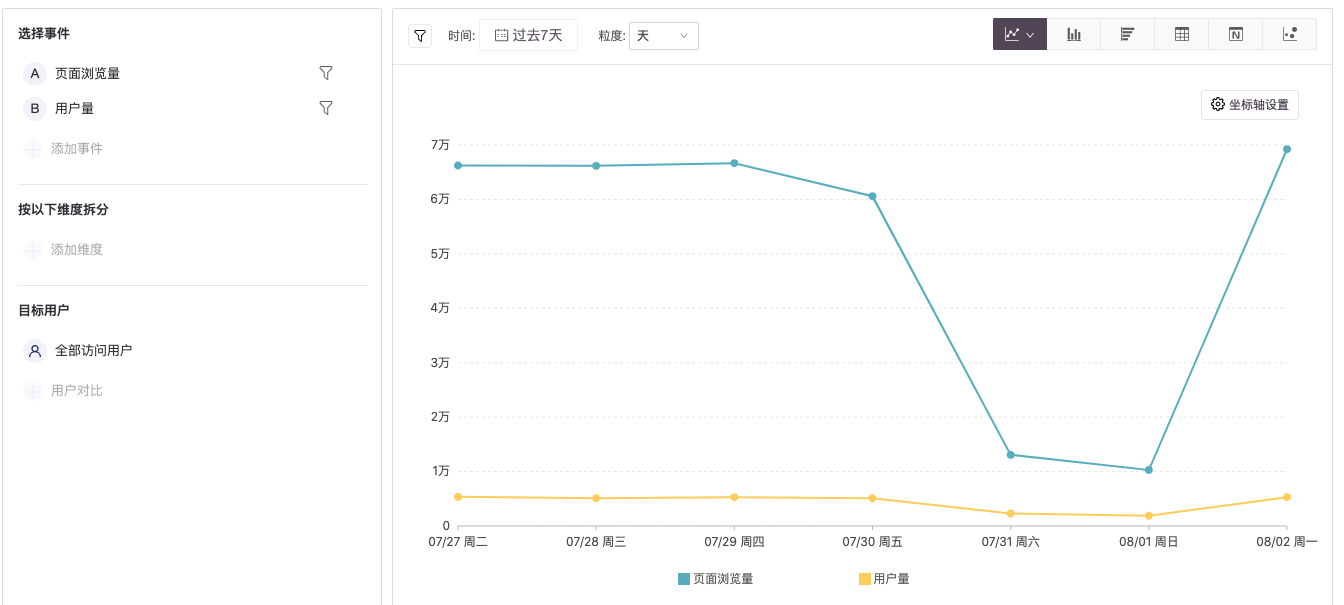 选择事件
A 页面浏览量
B 用户量
添加事件
按以下维度拆分
添加维度
目标用户
全部访问用户
用户对比
时间: 过去7天 粒度: 天
坐标轴设置
7万
6万
5万
4万
3万
2万
1万
0
07/27 周二 07/28 周三 07/29 周四 07/30 周五 07/31 周六 08/01 周日 08/02 周一
页面浏览量 用户量
N